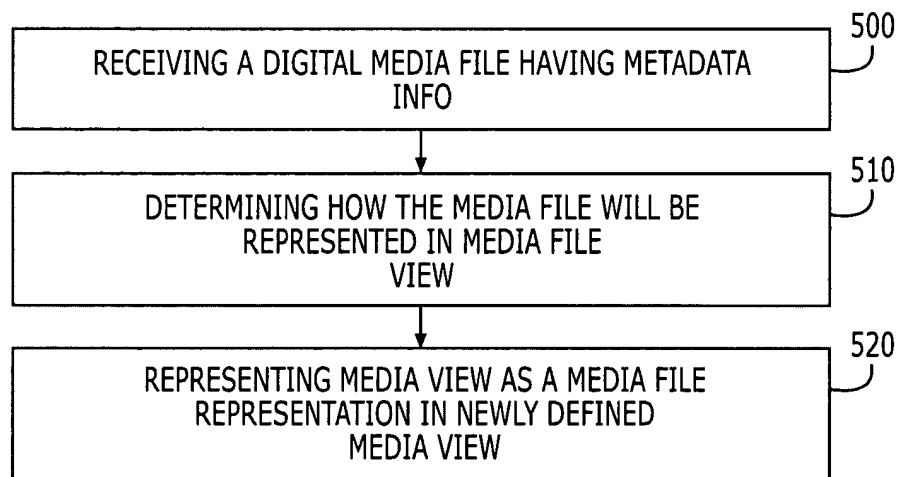 500
RECEIVING A DIGITAL MEDIA FILE HAVING METADATA
INFO
510
DETERMINING HOW THE MEDIA FILE WILL BE
REPRESENTED IN MEDIA FILE
VIEW
520
REPRESENTING MEDIA VIEW AS A MEDIA FILE
REPRESENTATION IN NEWLY DEFINED
MEDIA VIEW